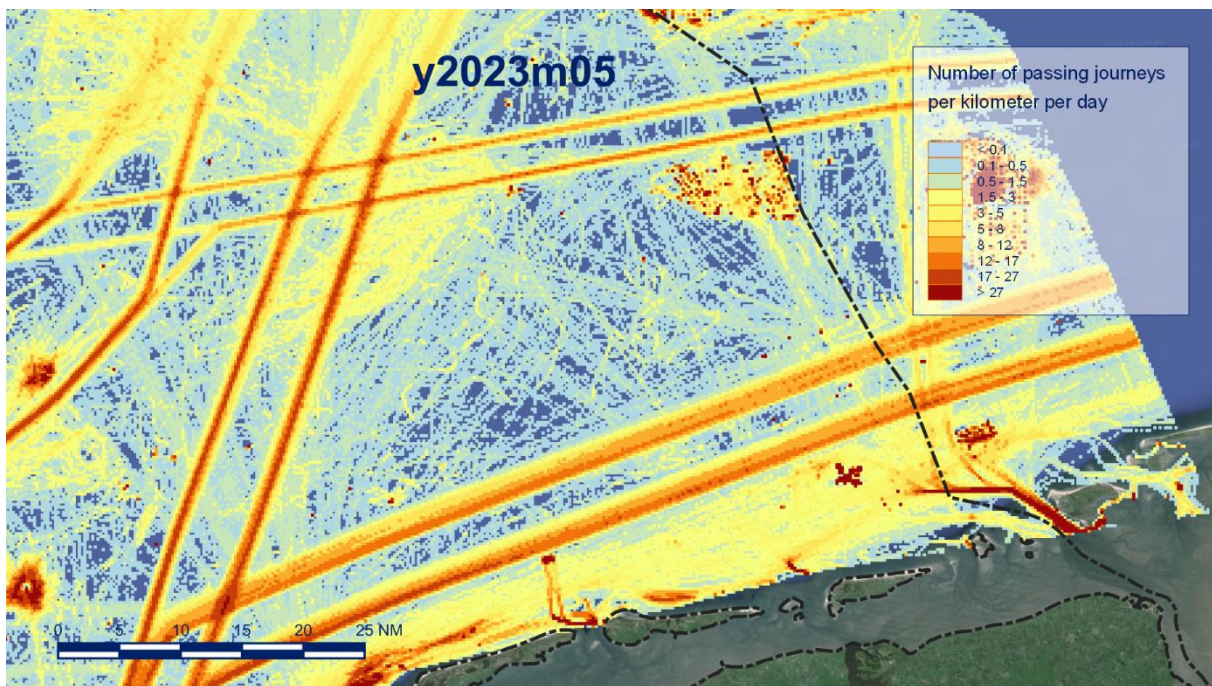 y2023m05
Number of passing journeys
per kilometer per day
< 0.1
0.1 - 0.5
0.5 - 1.5
1.5 - 3
3 - 5
5 - 8
8 - 12
12 - 17
17 - 27
> 27
0 5 10 15 20 25 NM